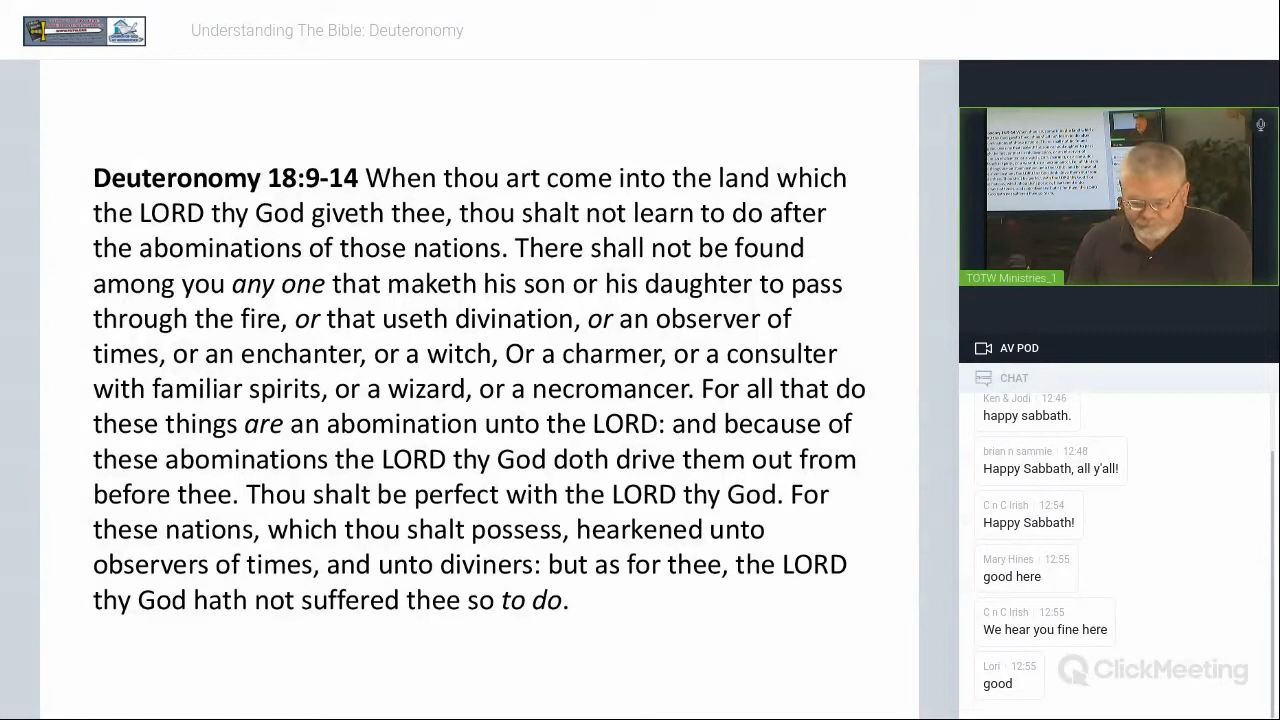 Understanding The Bible: Deuteronomy
Deuteronomy 18:9-14 When thou art come into the land which
the LORD thy God giveth thee, thou shalt not learn to do after
the abominations of those nations. There shall not be found
among you any one that maketh his son or his daughter to pass
through the fire, or that useth divination, or an observer of
times, or an enchanter, or a witch, Or a charmer, or a consulter
with familiar spirits, or a wizard, or a necromancer. For all that do
these things are an abomination unto the LORD: and because of
these abominations the LORD thy God doth drive them out from
before thee. Thou shalt be perfect with the LORD thy God. For
these nations, which thou shalt possess, hearkened unto
observers of times, and unto diviners: but as for thee, the LORD
thy God hath not suffered thee so to do.
TOTW Ministries_1
AV POD
CHAT
Ken & Jodi 12:46
happy sabbath.
brian n sammie 12:48
Happy Sabbath, all y'all!
C n C Irish 12:54
Happy Sabbath!
Mary Hines 12:55
good here
C n C Irish 12:55
We hear you fine here
Lori 12:55
good
ClickMeeting